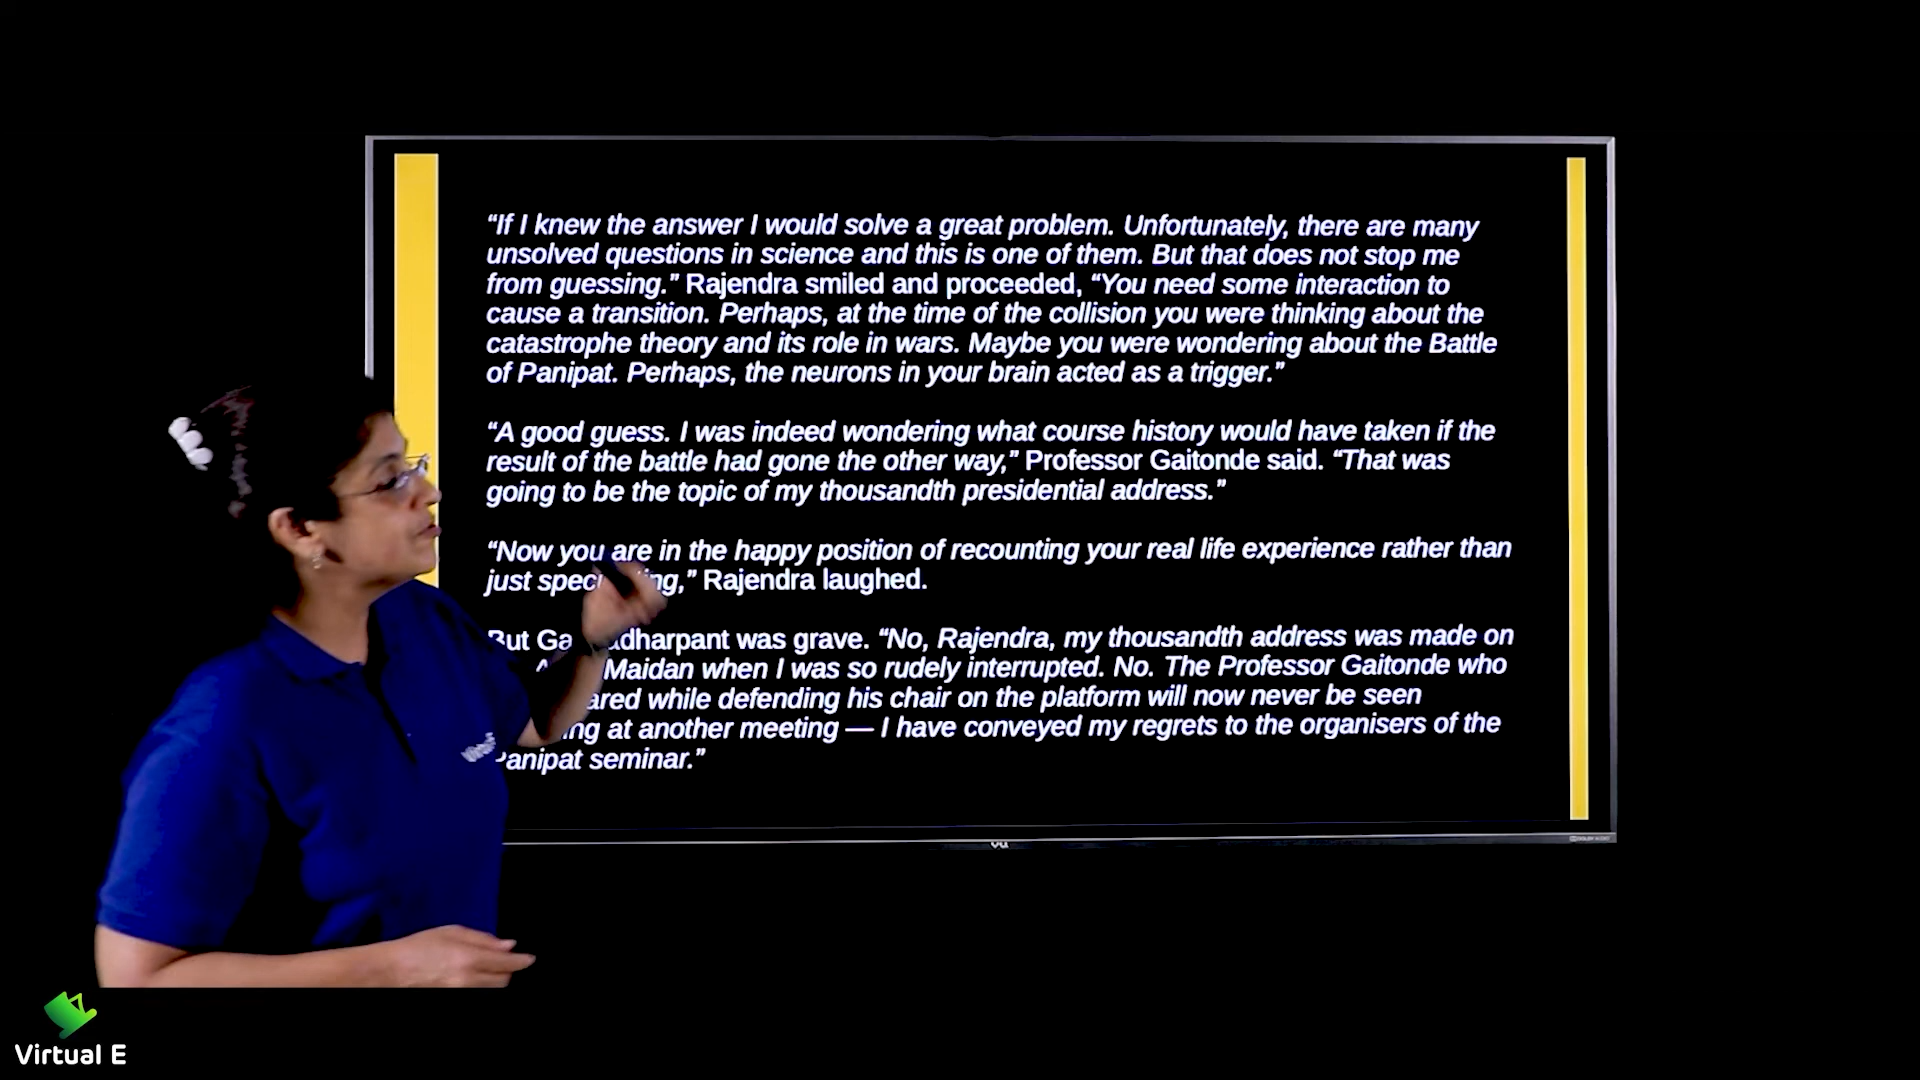 “If I knew the answer I would solve a great problem. Unfortunately, there are many
unsolved questions in science and this is one of them. But that does not stop me
from guessing.” Rajendra smiled and proceeded, “You need some interaction to
cause a transition. Perhaps, at the time of the collision you were thinking about the
catastrophe theory and its role in wars. Maybe you were wondering about the Battle
of Panipat. Perhaps, the neurons in your brain acted as a trigger.”
“A good guess. I was indeed wondering what course history would have taken if the
result of the battle had gone the other way,” Professor Gaitonde said. “That was
going to be the topic of my thousandth presidential address.”
“Now you are in the happy position of recounting your real life experience rather than
just Rajendra laughed.
But was grave. “No, Rajendra, my thousandth address was made on
Maidan when I was so rudely interrupted. No. The Professor Gaitonde who
while defending his chair on the platform will now never be seen
at another meeting — I have conveyed my regrets to the organisers of the
Panipat seminar.”
Virtual E